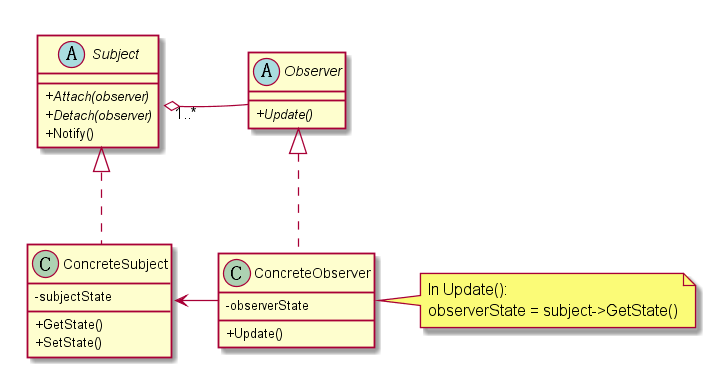 A Subject
+Attach(observer)
+Detach(observer)
+Notify()
1..*
A Observer
+Update()
C ConcreteSubject
-subjectState
+GetState()
+SetState()
C ConcreteObserver
-observerState
+Update()
In Update():
observerState = subject->GetState()